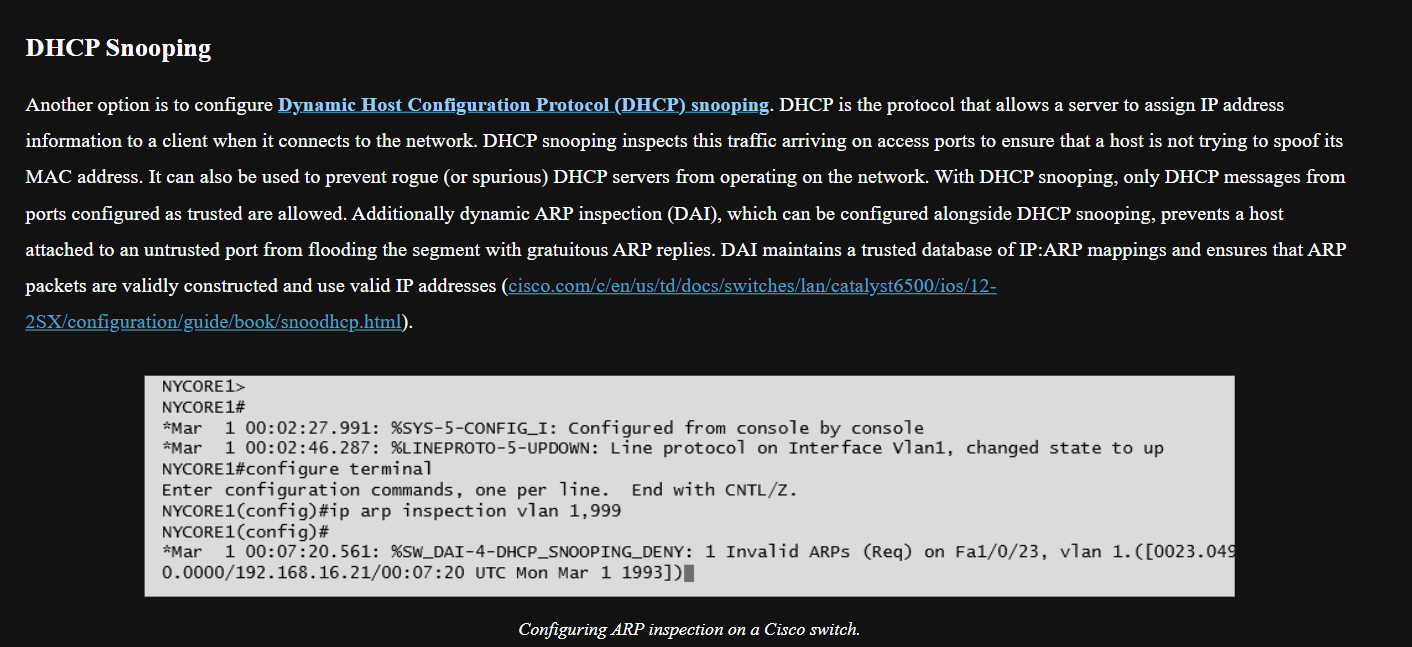 DHCP Snooping
Another option is to configure Dynamic Host Configuration Protocol (DHCP) snooping. DHCP is the protocol that allows a server to assign IP address
information to a client when it connects to the network. DHCP snooping inspects this traffic arriving on access ports to ensure that a host is not trying to spoof its
MAC address. It can also be used to prevent rogue (or spurious) DHCP servers from operating on the network. With DHCP snooping, only DHCP messages from
ports configured as trusted are allowed. Additionally dynamic ARP inspection (DAI), which can be configured alongside DHCP snooping, prevents a host
attached to an untrusted port from flooding the segment with gratuitous ARP replies. DAI maintains a trusted database of IP:ARP mappings and ensures that ARP
packets are validly constructed and use valid IP addresses (cisco.com/c/en/us/td/docs/switches/lan/catalyst6500/ios/12-
2SX/configuration/guide/book/snoodhcp.html).
NYCORE1>
NYCORE1#
*Mar  1 00:02:27.991: %SYS-5-CONFIG_I: Configured from console by console
*Mar  1 00:02:46.287: %LINEPROTO-5-UPDOWN: Line protocol on Interface Vlan1, changed state to up
NYCORE1#configure terminal
Enter configuration commands, one per line.  End with CNTL/Z.
NYCORE1(config)#ip arp inspection vlan 1,999
NYCORE1(config)#
*Mar  1 00:07:20.561: %SW_DAI-4-DHCP_SNOOPING_DENY: 1 Invalid ARPs (Req) on Fa1/0/23, vlan 1.([0023.049
0.0000/192.168.16.21/00:07:20 UTC Mon Mar 1 1993])
Configuring ARP inspection on a Cisco switch.